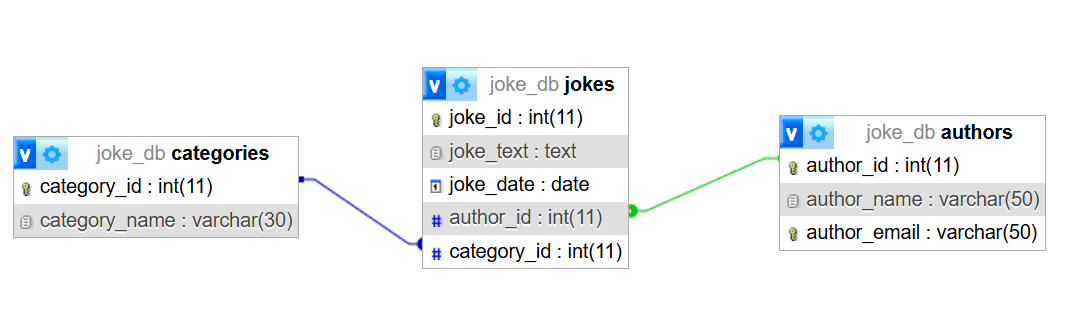 v joke_db categories
category_id : int(11)
category_name : varchar(30)
v joke_db jokes
joke_id : int(11)
joke_text : text
1 joke_date : date
# author_id : int(11)
# category_id : int(11)
v joke_db authors
author_id : int(11)
author_name : varchar(50)
author_email : varchar(50)